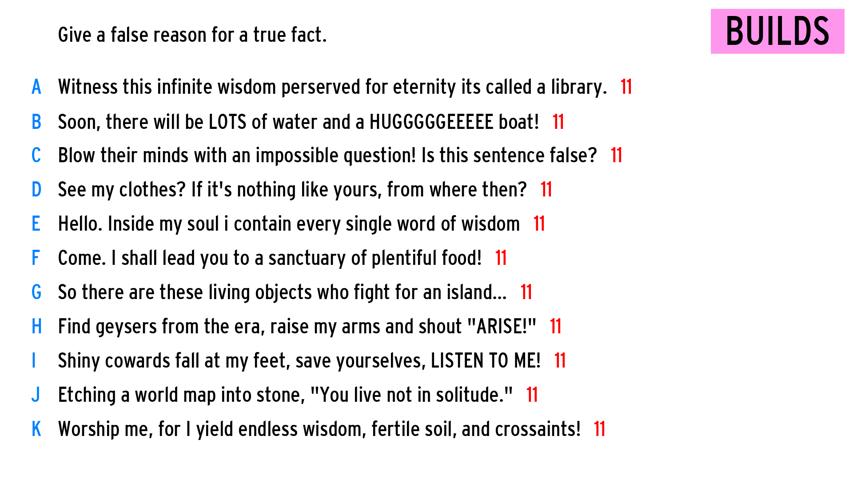 Give a false reason for a true fact.
BUILDS
A Witness this infinite wisdom perserved for eternity its called a library. 11
B Soon, there will be LOTS of water and a HUGGGGGEEEEE boat! 11
C Blow their minds with an impossible question! Is this sentence false? 11
D See my clothes? If it's nothing like yours, from where then? 11
E Hello. Inside my soul i contain every single word of wisdom 11
F Come. I shall lead you to a sanctuary of plentiful food! 11
G So there are these living objects who fight for an island... 11
H Find geysers from the era, raise my arms and shout "ARISE!" 11
I Shiny cowards fall at my feet, save yourselves, LISTEN TO ME! 11
J Etching a world map into stone, "You live not in solitude." 11
K Worship me, for I yield endless wisdom, fertile soil, and crossaints! 11